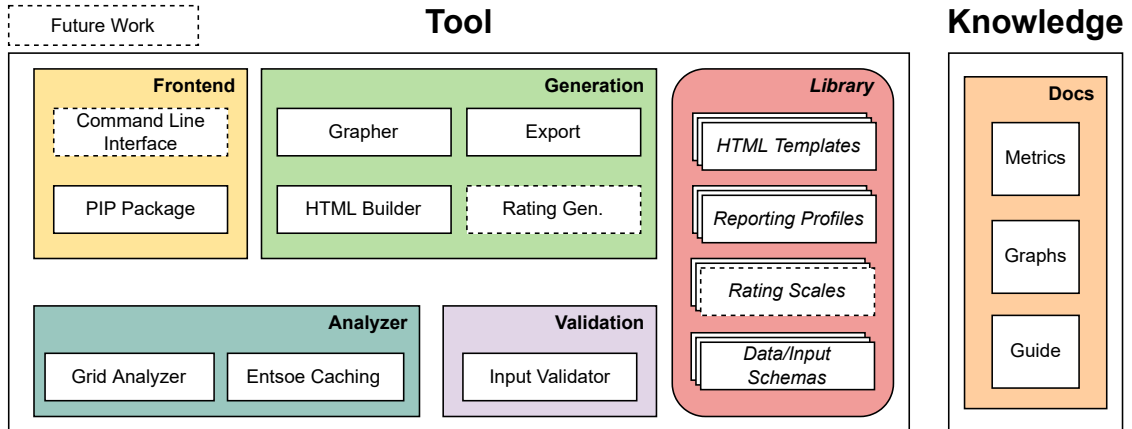 Future Work
Tool
Knowledge
Frontend
Command Line
Interface
PIP Package
Generation
Grapher
Export
HTML Builder
Rating Gen.
Library
HTML Templates
Reporting Profiles
Rating Scales
Data/Input
Schemas
Analyzer
Grid Analyzer
Entsoe Caching
Validation
Input Validator
Docs
Metrics
Graphs
Guide